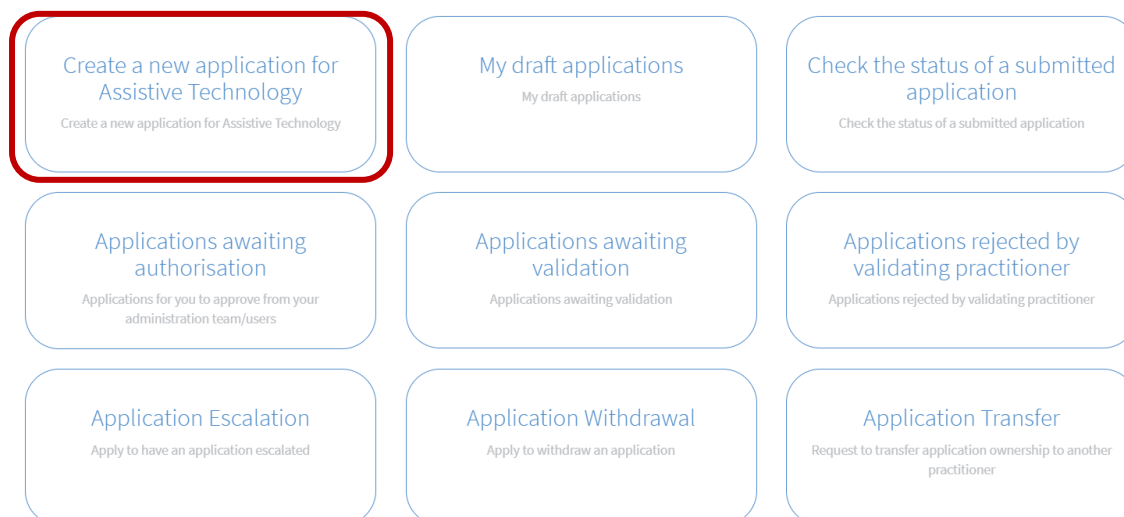 Create a new application for
Assistive Technology
Create a new application for Assistive Technology
My draft applications
My draft applications
Check the status of a submitted
application
Check the status of a submitted application
Applications awaiting
authorisation
Applications for you to approve from your
administration team/users
Applications awaiting
validation
Applications awaiting validation
Applications rejected by
validating practitioner
Applications rejected by validating practitioner
Application Escalation
Apply to have an application escalated
Application Withdrawal
Apply to withdraw an application
Application Transfer
Request to transfer application ownership to another
practitioner